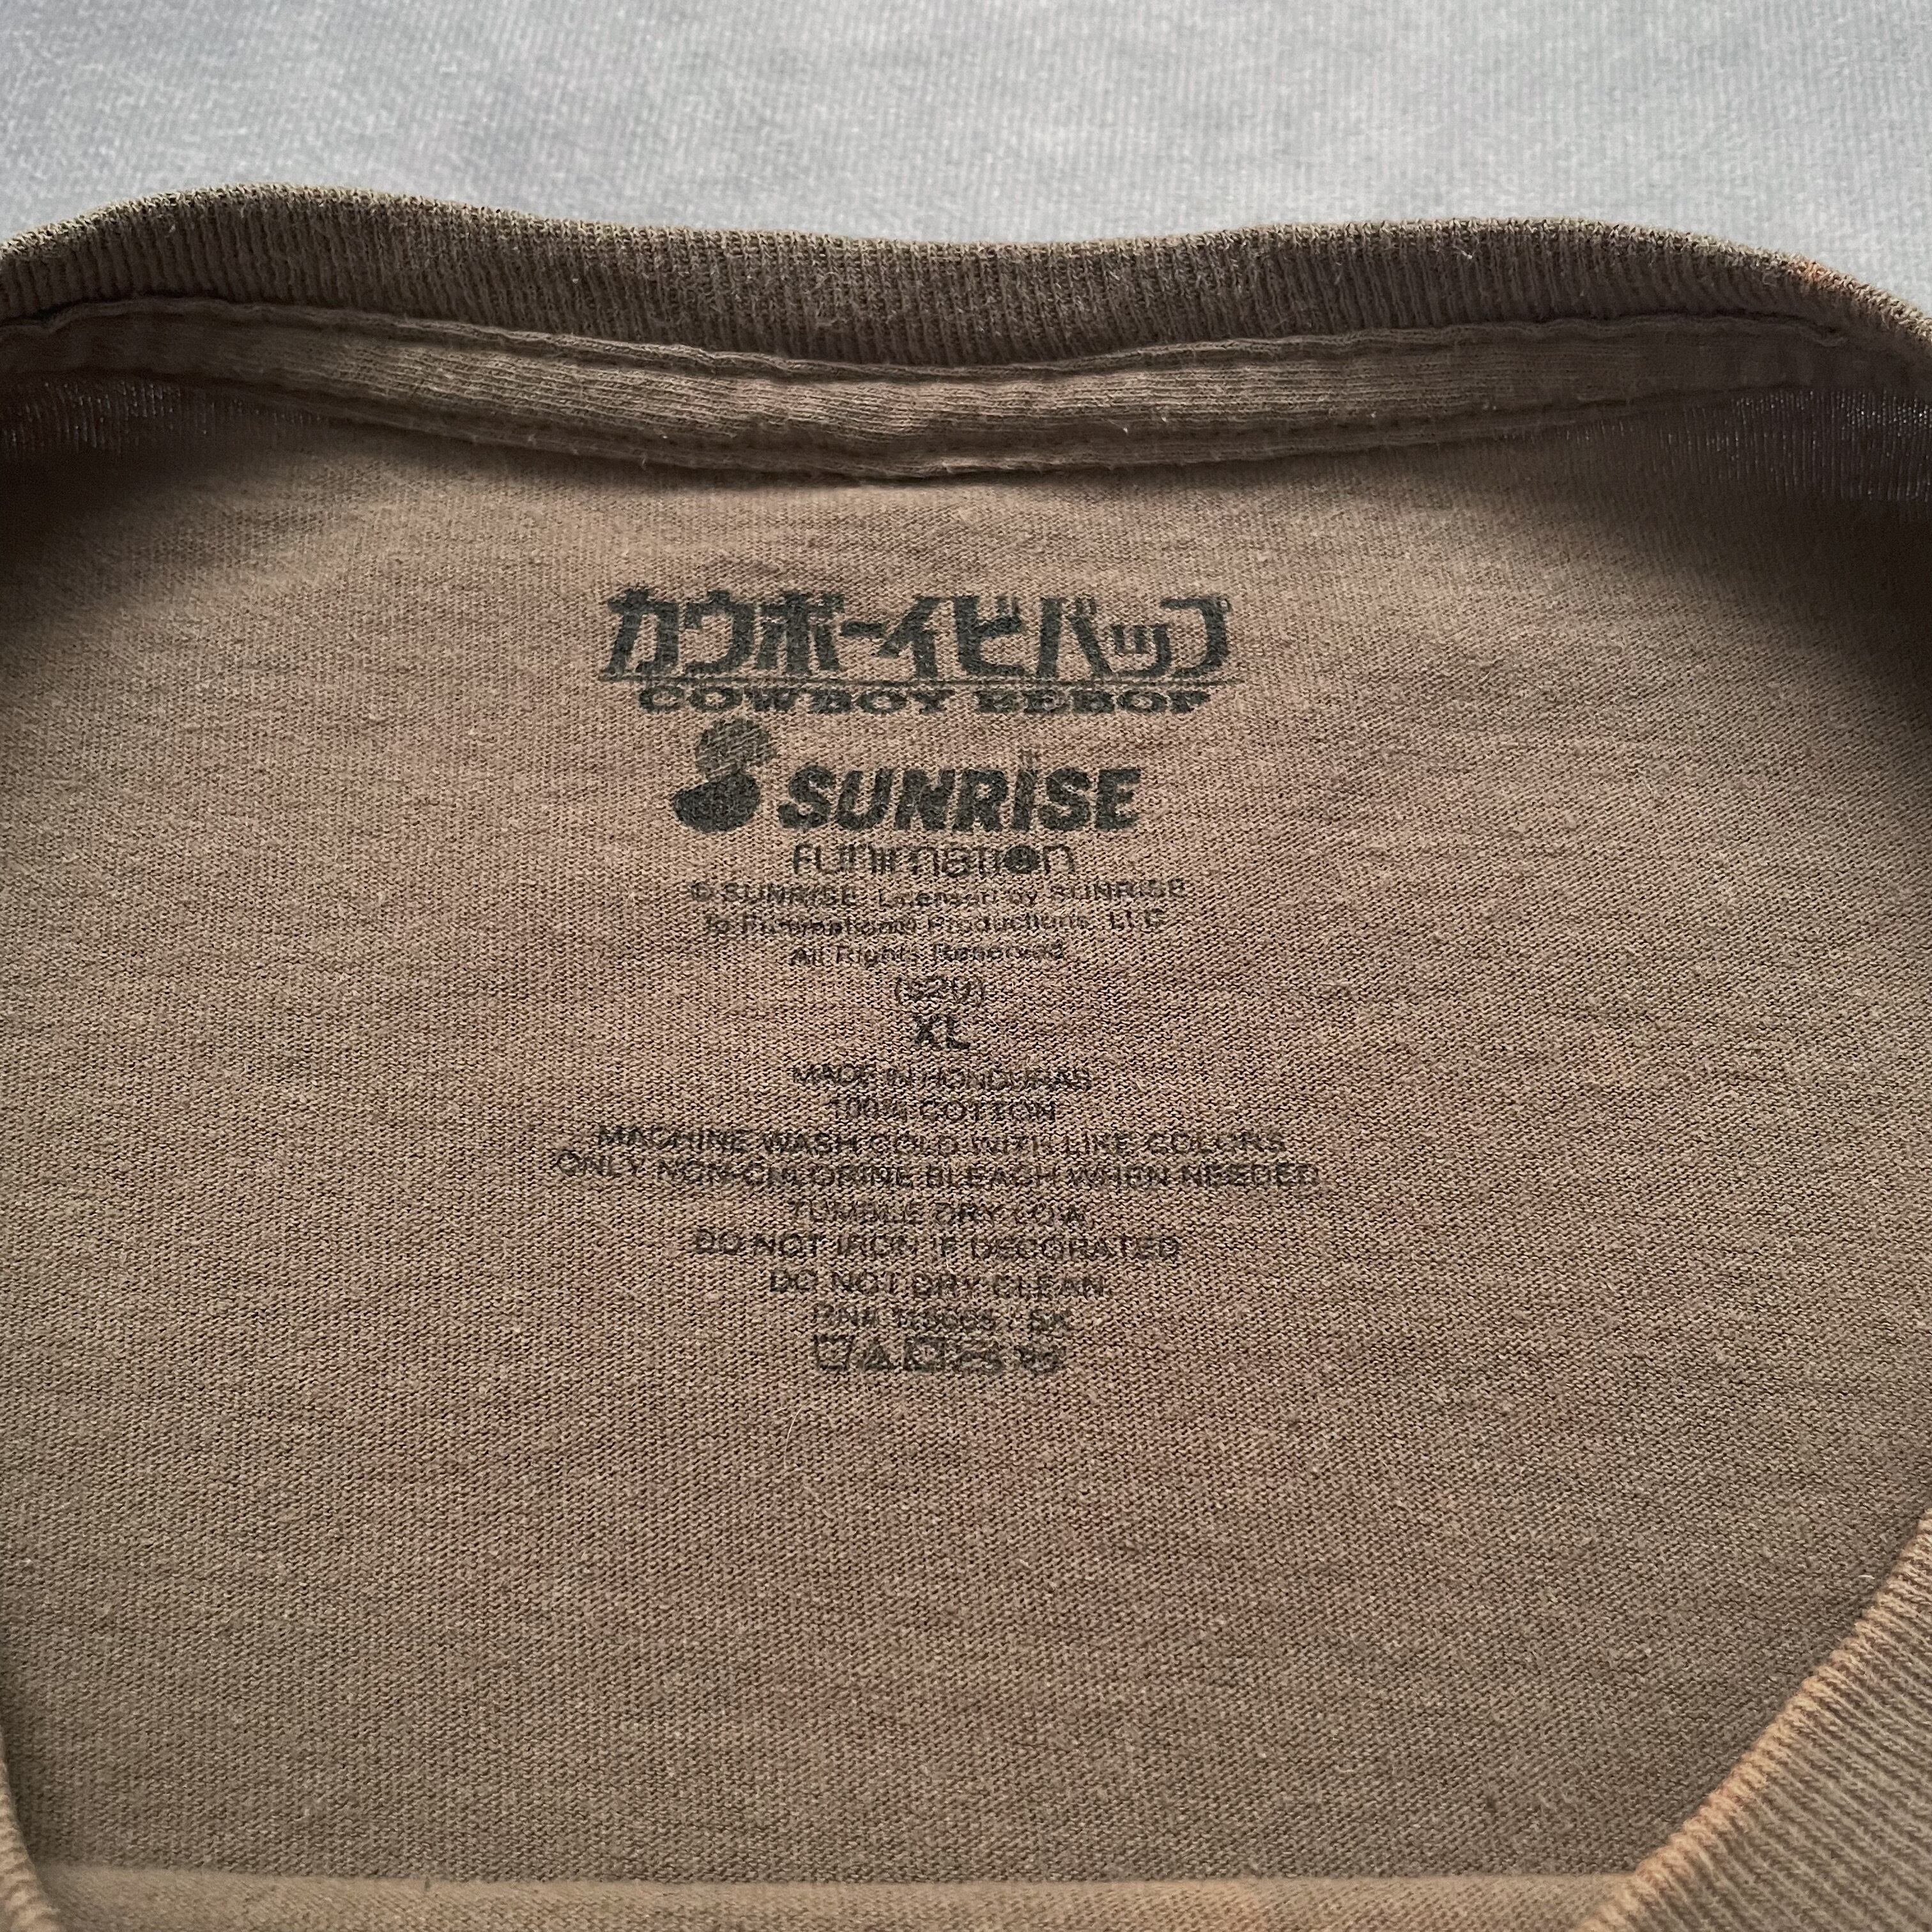 カウボーイビバップ
COWBOY BEBOP
SUNRISE
FUNIMATION
© SUNRISE Licensed by SUNRISE
to Funimation® Productions, LLC
All Rights Reserved.
XL
MADE IN HONDURAS
100% COTTON
MACHINE WASH COLD WITH LIKE COLORS
ONLY NON-CHLORINE BLEACH WHEN NEEDED
TUMBLE DRY LOW
DO NOT IRON IF DECORATED
DO NOT DRY CLEAN.
RN#